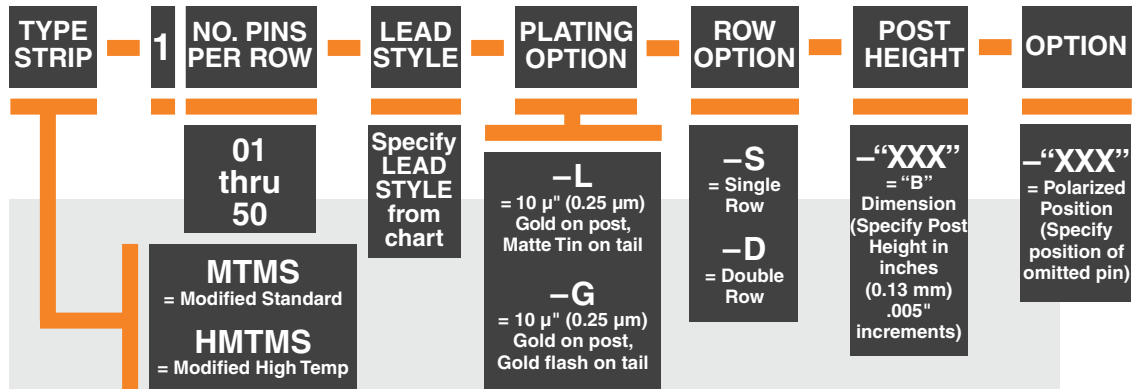 TYPE
STRIP
1
NO. PINS
PER ROW
LEAD
STYLE
PLATING
OPTION
ROW
OPTION
POST
HEIGHT
OPTION
01
thru
50
Specify
LEAD
STYLE
from
chart
–L
= 10 µ" (0.25 µm)
Gold on post,
Matte Tin on tail
–G
= 10 µ" (0.25 µm)
Gold on post,
Gold flash on tail
–S
= Single
Row
–D
= Double
Row
–“XXX”
= “B”
Dimension
(Specify Post
Height in
inches
(0.13 mm)
.005"
increments)
–“XXX”
= Polarized
Position
(Specify
position of
omitted pin)
MTMS
= Modified Standard
HMTMS
= Modified High Temp